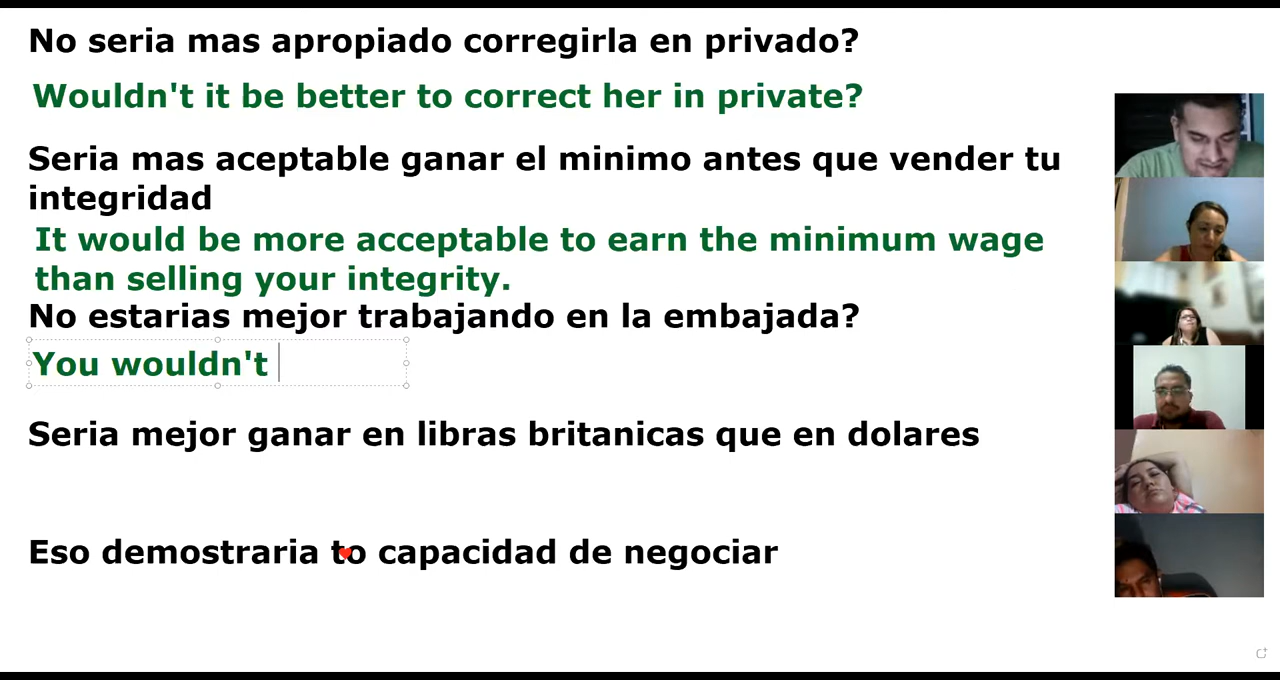 No seria mas apropiado corregirla en privado?
Wouldn't it be better to correct her in private?
Seria mas aceptable ganar el minimo antes que vender tu
integridad
It would be more acceptable to earn the minimum wage
than selling your integrity.
No estarias mejor trabajando en la embajada?
You wouldn't
Seria mejor ganar en libras britanicas que en dolares
Eso demostraria to capacidad de negociar